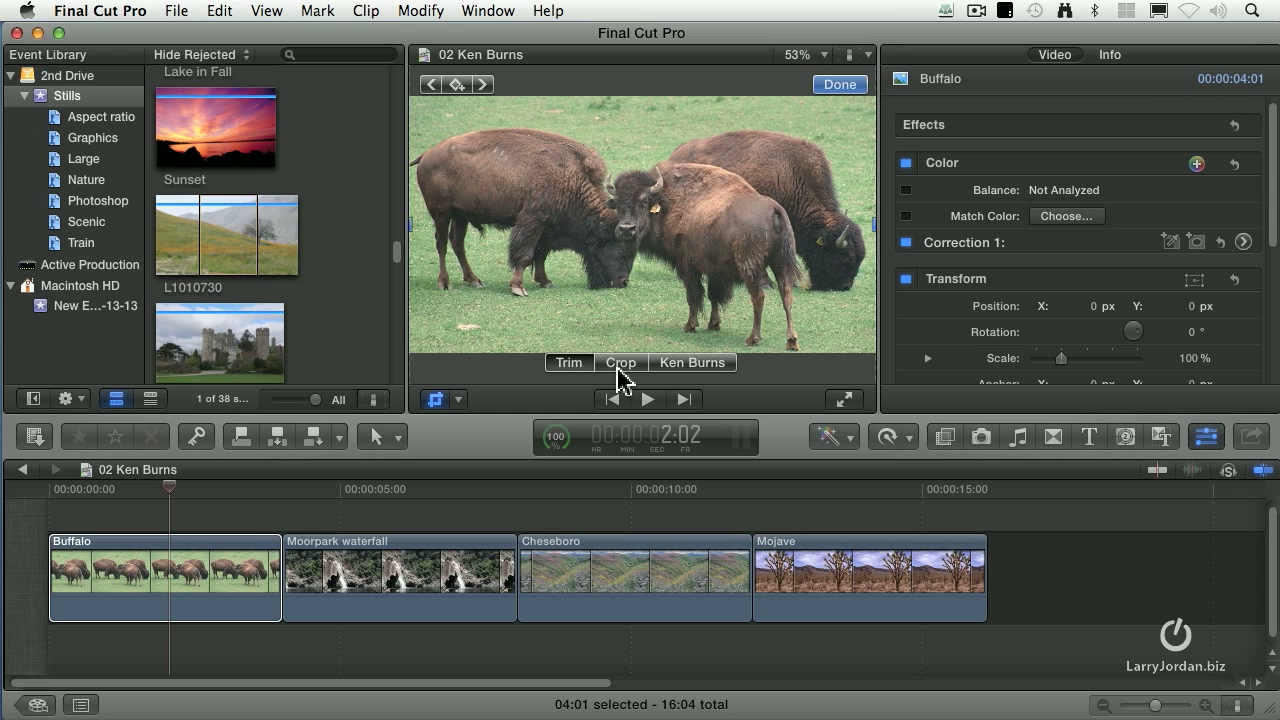 Final Cut Pro File Edit View Mark Clip Modify Window Help
Final Cut Pro
Event Library
Hide Rejected
2nd Drive
Stills
Aspect ratio
Graphics
Large
Nature
Photoshop
Scenic
Train
Active Production
Macintosh HD
New E...-13-13
Lake in Fall
Sunset
L1010730
1 of 38 s...
All
02 Ken Burns
53%
Done
Trim Crop Ken Burns
Video Info
Buffalo
00:00:04:01
Effects
Color
Balance: Not Analyzed
Match Color: Choose...
Correction 1:
Transform
Position: X: 0 px Y: 0 px
Rotation: 0 °
Scale: 100 %
100
%
00:00:02:02
HR MIN SEC FR
T
02 Ken Burns
00:00:00:00
00:00:05:00
00:00:10:00
00:00:15:00
Buffalo
Moorpark waterfall
Cheseboro
Mojave
LarryJordan.biz
04:01 selected - 16:04 total